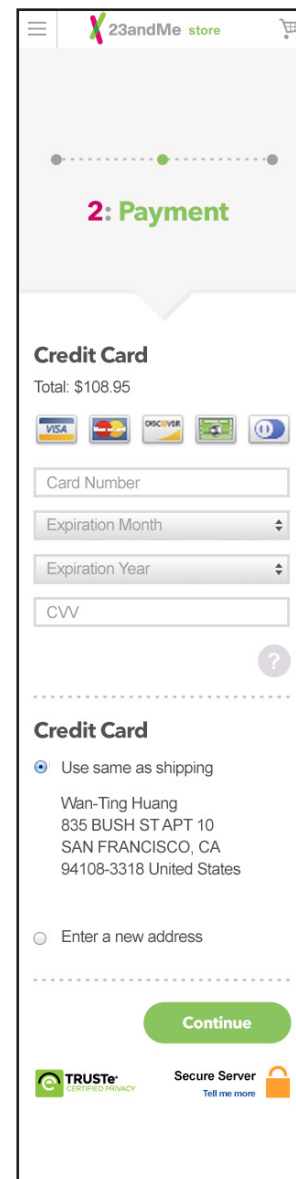 23andMe store
2: Payment
Credit Card
Total: $108.95
VISA DISCOVER
Card Number
Expiration Month
Expiration Year
CVV
?
Credit Card
Use same as shipping
Wan-Ting Huang
835 BUSH ST APT 10
SAN FRANCISCO, CA
94108-3318 United States
Enter a new address
Continue
TRUSTe Secure Server
CERTIFIED PRIVACY Tell me more